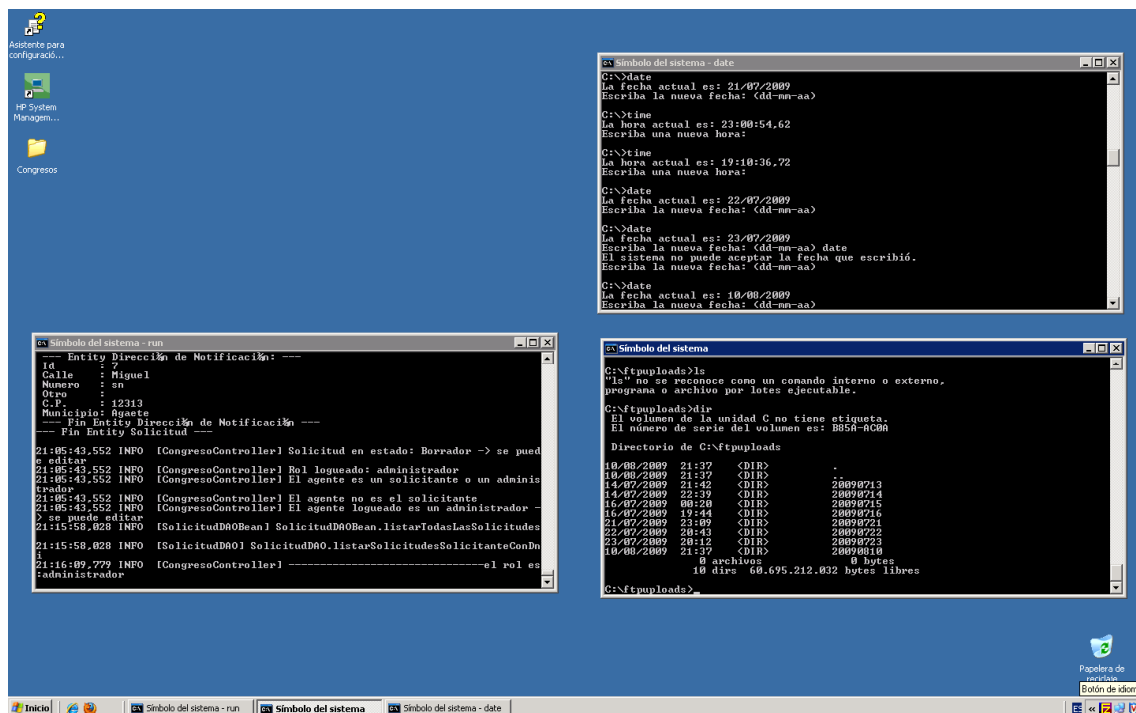 Asistente para
configuració...
HP System
Managem...
Congresos
Símbolo del sistema - date
C:\>date
La fecha actual es: 21/07/2009
Escriba la nueva fecha: (dd-mm-aa)
C:\>time
La hora actual es: 23:00:54,62
Escriba una nueva hora:
C:\>time
La hora actual es: 19:10:36,72
Escriba una nueva hora:
C:\>date
La fecha actual es: 22/07/2009
Escriba la nueva fecha: (dd-mm-aa)
C:\>date
La fecha actual es: 23/07/2009
Escriba la nueva fecha: (dd-mm-aa) date
El sistema no puede aceptar la fecha que escribió.
Escriba la nueva fecha: (dd-mm-aa)
C:\>date
La fecha actual es: 10/08/2009
Escriba la nueva fecha: (dd-mm-aa)
Símbolo del sistema - run
--- Entity Direcci¾n de Notificaci¾n: ---
Id : 7
Calle : Miguel
Numero : sn
Otro :
C.P. : 12313
Municipio: Agaete
--- Fin Entity Direcci¾n de Notificaci¾n ---
--- Fin Entity Solicitud ---
21:05:43,552 INFO [CongresoController] Solicitud en estado: Borrador -> se pued
e editar
21:05:43,552 INFO [CongresoController] Rol logueado: administrador
21:05:43,552 INFO [CongresoController] El agente es un solicitante o un adminis
trador
21:05:43,552 INFO [CongresoController] El agente no es el solicitante
21:05:43,552 INFO [CongresoController] El agente logueado es un administrador -
> se puede editar
21:15:58,028 INFO [SolicitudDAOBean] SolicitudDAOBean.listarTodasLasSolicitudes
21:15:58,028 INFO [SolicitudDAO] SolicitudDAO.listarSolicitudesSolicitanteConDn
i
21:16:09,779 INFO [CongresoController] -------------------------------el rol es
:administrador
Símbolo del sistema
C:\ftpuploads>ls
"ls" no se reconoce como un comando interno o externo,
programa o archivo por lotes ejecutable.
C:\ftpuploads>dir
El volumen de la unidad C no tiene etiqueta.
El número de serie del volumen es: B85A-AC0A
Directorio de C:\ftpuploads
10/08/2009 21:37 <DIR> .
10/08/2009 21:37 <DIR> ..
14/07/2009 21:42 <DIR> 20090713
14/07/2009 22:39 <DIR> 20090714
16/07/2009 00:20 <DIR> 20090715
16/07/2009 19:44 <DIR> 20090716
21/07/2009 23:09 <DIR> 20090721
22/07/2009 20:43 <DIR> 20090722
23/07/2009 20:12 <DIR> 20090723
10/08/2009 21:37 <DIR> 20090810
0 archivos 0 bytes
10 dirs 60.695.212.032 bytes libres
C:\ftpuploads>_
Papelera de
reciclaje
Botón de idiom
Inicio
Símbolo del sistema - run
Símbolo del sistema
Símbolo del sistema - date
ES